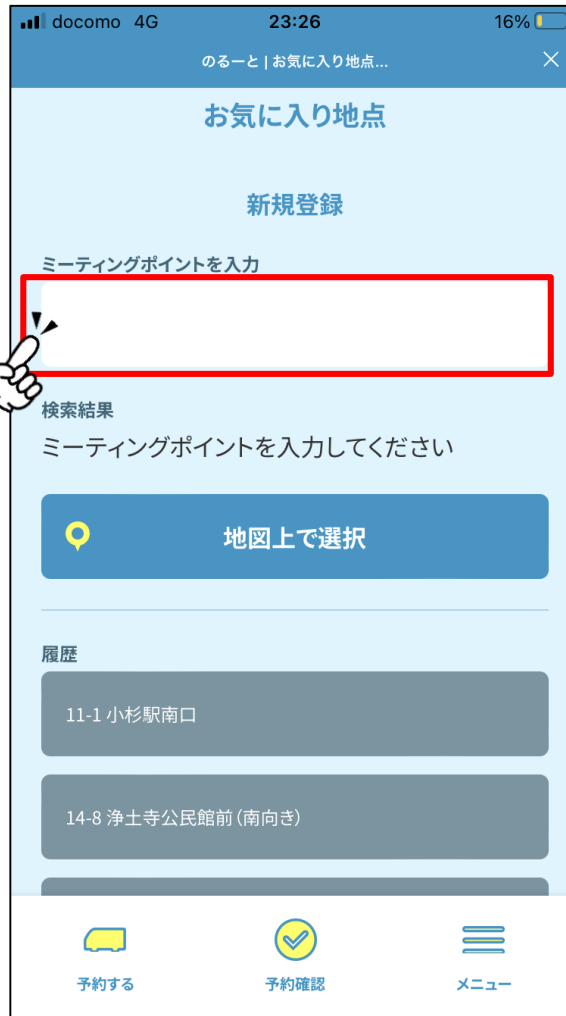 docomo 4G 23:26 16%
のるーと | お気に入り地点...
お気に入り地点
新規登録
ミーティングポイントを入力
検索結果
ミーティングポイントを入力してください
地図上で選択
履歴
11-1 小杉駅南口
14-8 浄土寺公民館前(南向き)
予約する 予約確認 メニュー